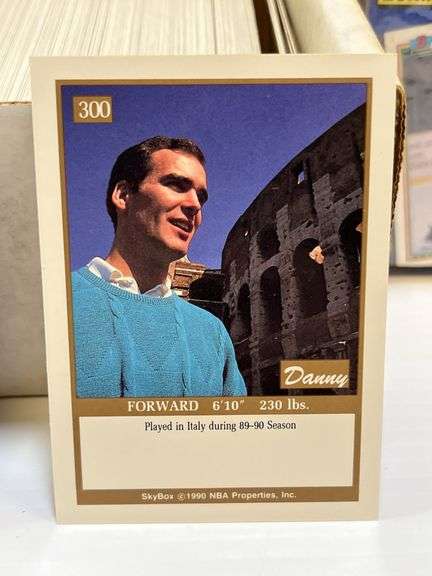 300
Danny
FORWARD 6'10" 230 lbs.
Played in Italy during 89–90 Season
SkyBox ©1990 NBA Properties, Inc.